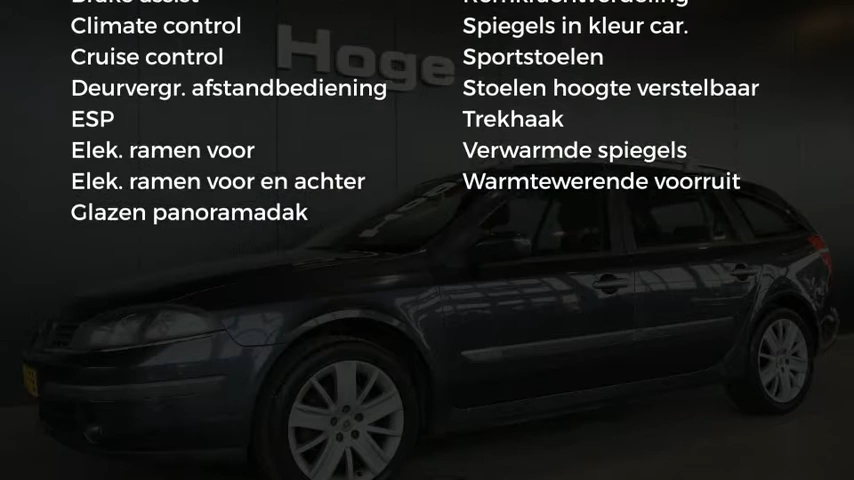 Climate control
Cruise control
Deurvergr. afstandbediening
ESP
Elek. ramen voor
Elek. ramen voor en achter
Glazen panoramadak
Spiegels in kleur car.
Sportstoelen
Stoelen hoogte verstelbaar
Trekhaak
Verwarmde spiegels
Warmtewerende voorruit
Hoge